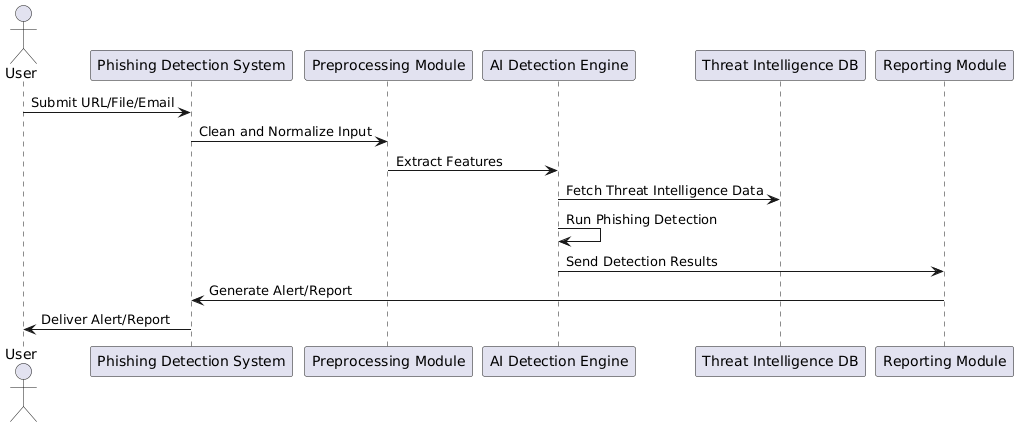 User
Phishing Detection System
Preprocessing Module
AI Detection Engine
Threat Intelligence DB
Reporting Module
Submit URL/File/Email
Clean and Normalize Input
Extract Features
Fetch Threat Intelligence Data
Run Phishing Detection
Send Detection Results
Generate Alert/Report
Deliver Alert/Report
User
Phishing Detection System
Preprocessing Module
AI Detection Engine
Threat Intelligence DB
Reporting Module